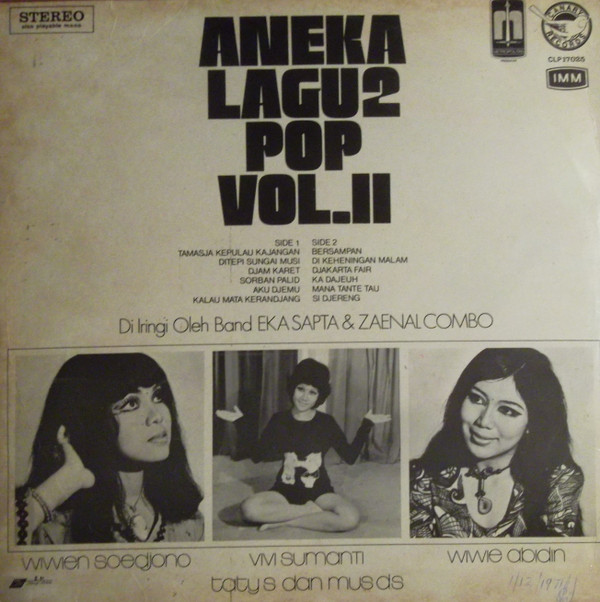 STEREO
also playable mono
ANEKA
LAGU2
POP
VOL.II
METROPOLITAN
CANARY
RECORDS
CLP 17025
IMM
SIDE 1
TAMASJA KEPULAU KAJANGAN
DITEPI SUNGAI MUSI
DJAM KARET
SORBAN PALID
AKU DJEMU
KALAU MATA KERANDJANG
SIDE 2
BERSAMPAN
DI KEHENINGAN MALAM
DJAKARTA FAIR
KA DAJEUH
MANA TANTE TAU
SI DJERENG
Di Iringi Oleh Band EKA SAPTA & ZAENAL COMBO
wiwien soedjono
vivi sumanti
wiwie abidin
taty s dan mus ds